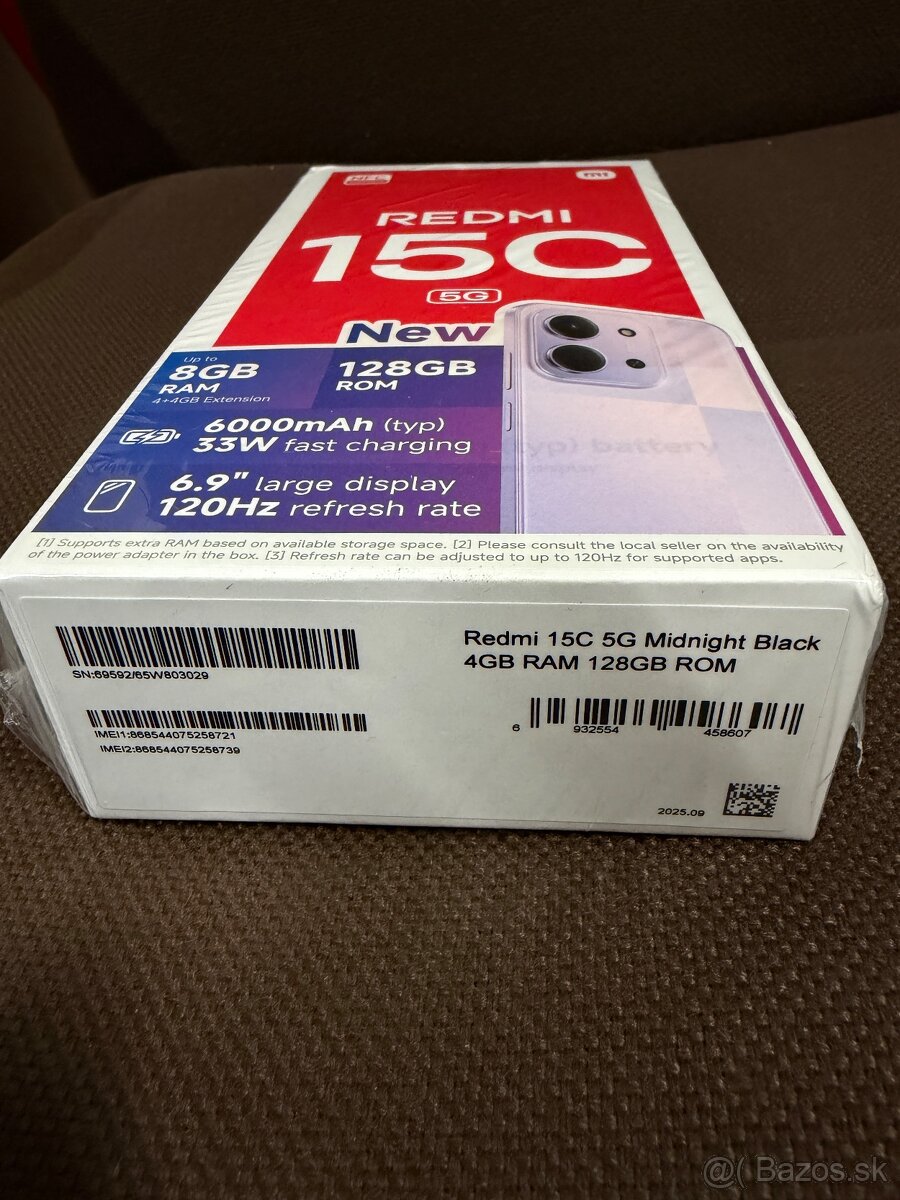 NFC
REDMI
15C
5G
New
Up to
8GB
RAM
4+4GB Extension
128GB
ROM
6000mAh (typ)
33W fast charging
6.9" large display
120Hz refresh rate
[1] Supports extra RAM based on available storage space. [2] Please consult the local seller on the availability
of the power adapter in the box. [3] Refresh rate can be adjusted to up to 120Hz for supported apps.
SN:69592/65W803029
IMEI1:868544075258721
IMEI2:868544075258739
Redmi 15C 5G Midnight Black
4GB RAM 128GB ROM
6 932554 458607
2025.09
@( Bazos.sk